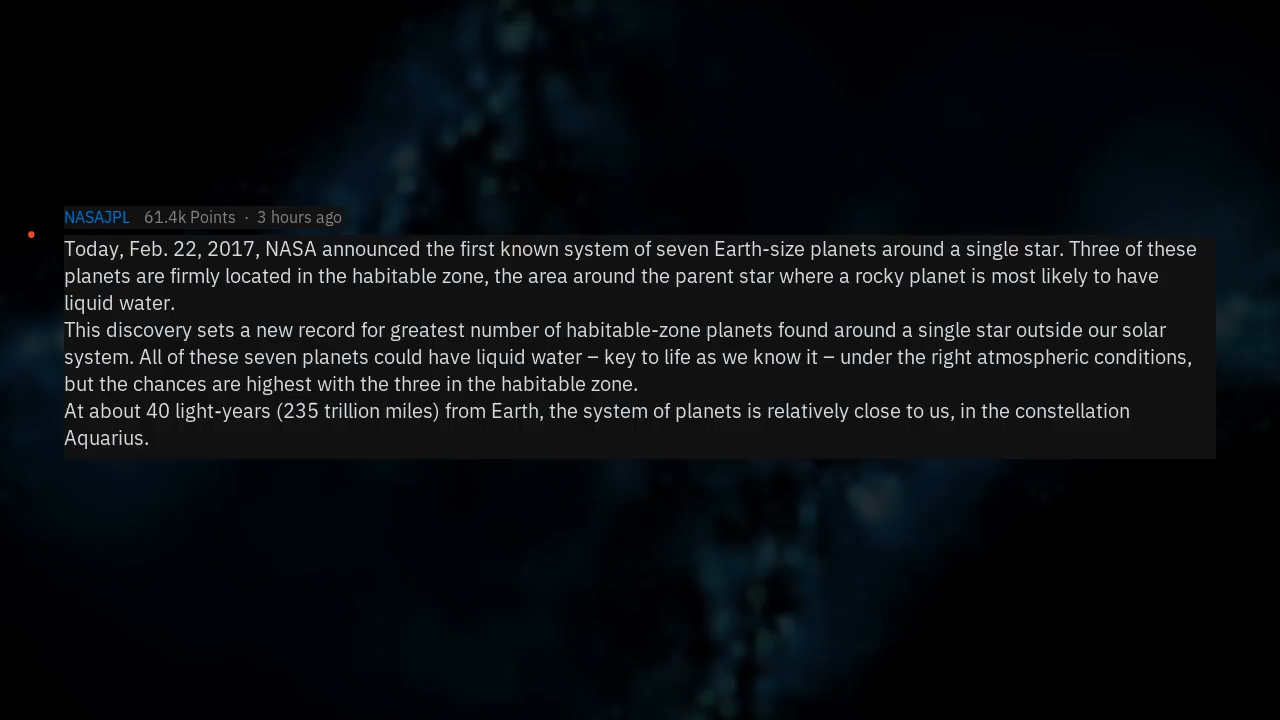 NASAJPL 61.4k Points · 3 hours ago
Today, Feb. 22, 2017, NASA announced the first known system of seven Earth-size planets around a single star. Three of these
planets are firmly located in the habitable zone, the area around the parent star where a rocky planet is most likely to have
liquid water.
This discovery sets a new record for greatest number of habitable-zone planets found around a single star outside our solar
system. All of these seven planets could have liquid water – key to life as we know it – under the right atmospheric conditions,
but the chances are highest with the three in the habitable zone.
At about 40 light-years (235 trillion miles) from Earth, the system of planets is relatively close to us, in the constellation
Aquarius.